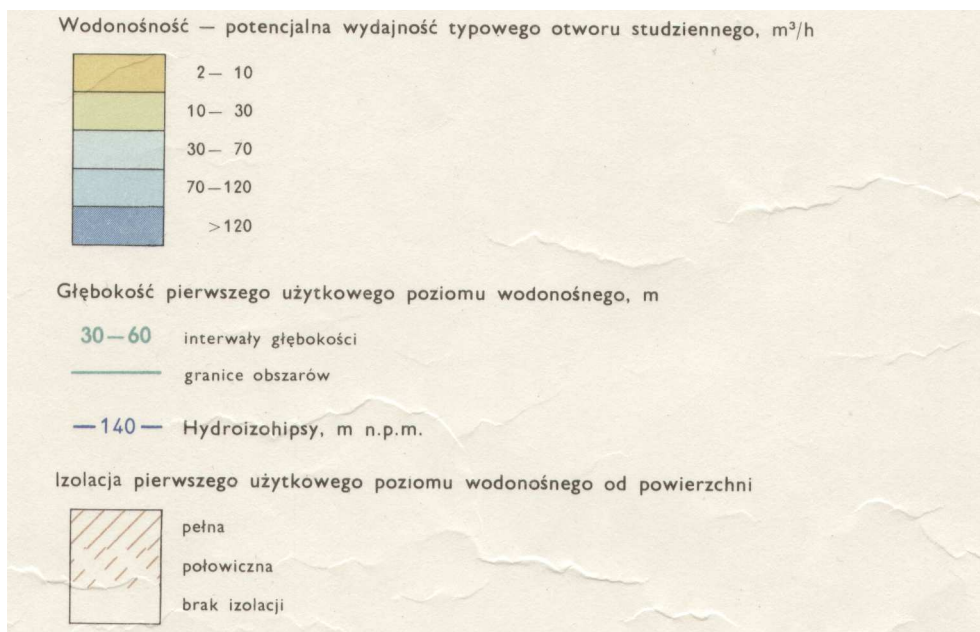 Wodonośność — potencjalna wydajność typowego otworu studziennego, m³/h
2— 10
10— 30
30— 70
70—120
>120
Głębokość pierwszego użytkowego poziomu wodonośnego, m
30—60 interwały głębokości
granice obszarów
—140— Hydroizohipsy, m n.p.m.
Izolacja pierwszego użytkowego poziomu wodonośnego od powierzchni
pełna
połowiczna
brak izolacji